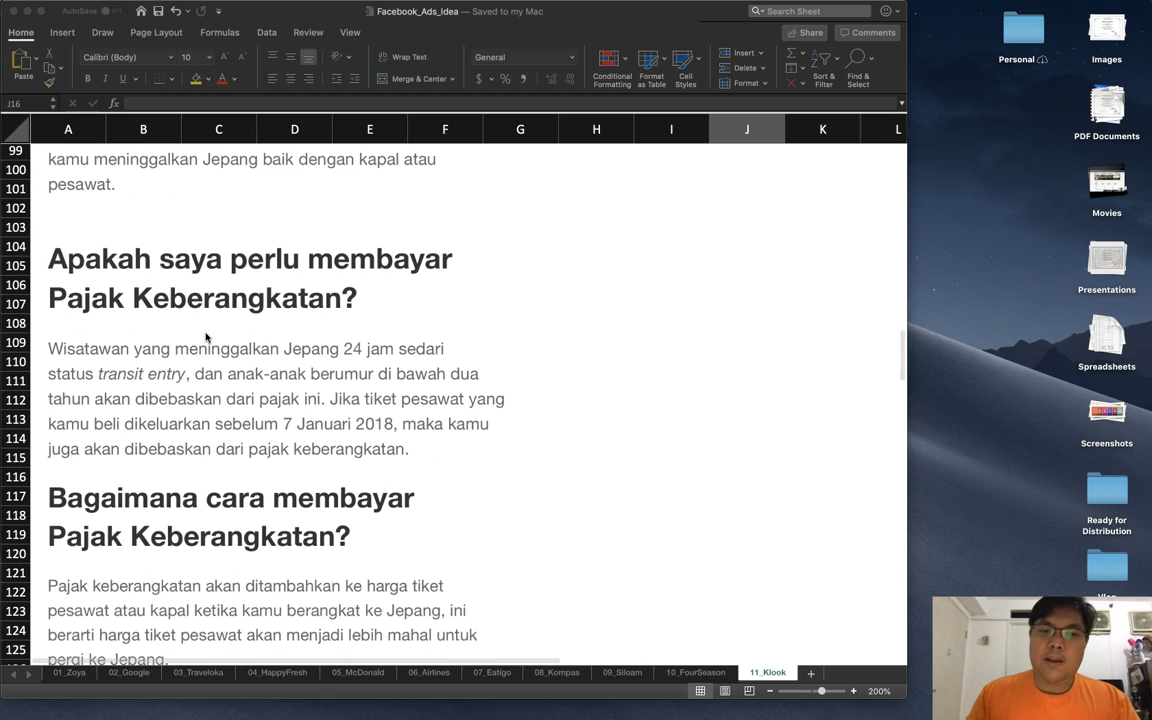 AutoSave OFF
Facebook_Ads_Idea — Saved to my Mac
Search Sheet
Home Insert Draw Page Layout Formulas Data Review View
Share Comments
Paste
Calibri (Body) 10
B I U
Wrap Text
Merge & Center
General
Conditional Formatting
Format as Table
Cell Styles
Insert
Delete
Format
Sort & Filter
Find & Select
J16
fx
A B C D E F G H I J K L
99
100
101
102
103
104
105
106
107
108
109
110
111
112
113
114
115
116
117
118
119
120
121
122
123
124
125
kamu meninggalkan Jepang baik dengan kapal atau
pesawat.
Apakah saya perlu membayar
Pajak Keberangkatan?
Wisatawan yang meninggalkan Jepang 24 jam sedari
status transit entry, dan anak-anak berumur di bawah dua
tahun akan dibebaskan dari pajak ini. Jika tiket pesawat yang
kamu beli dikeluarkan sebelum 7 Januari 2018, maka kamu
juga akan dibebaskan dari pajak keberangkatan.
Bagaimana cara membayar
Pajak Keberangkatan?
Pajak keberangkatan akan ditambahkan ke harga tiket
pesawat atau kapal ketika kamu berangkat ke Jepang, ini
berarti harga tiket pesawat akan menjadi lebih mahal untuk
pergi ke Jepang.
01_Zoya 02_Google 03_Traveloka 04_HappyFresh 05_McDonald 06_Airlines 07_Eatigo 08_Kompas 09_Siloam 10_FourSeason 11_Klook
200%
Personal
Images
PDF Documents
Movies
Presentations
Spreadsheets
Screenshots
Ready for
Distribution